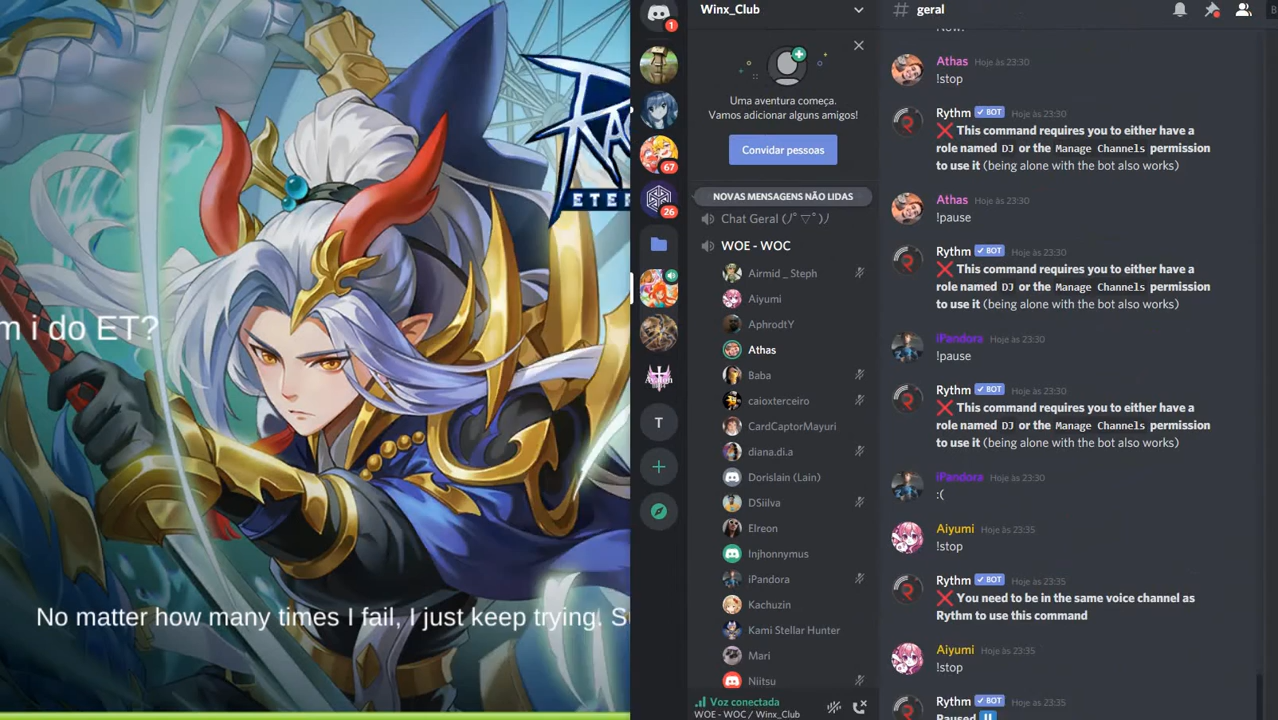 m i do ET?
No matter how many times I fail, I just keep trying.
1
67
26
T
Winx_Club
Uma aventura começa.
Vamos adicionar alguns amigos!
Convidar pessoas
NOVAS MENSAGENS NÃO LIDAS
Chat Geral (ﾉ˚▽˚)ﾉ
WOE - WOC
Airmid _ Steph
Aiyumi
AphrodtY
Athas
Baba
caioxterceiro
CardCaptorMayuri
diana.di.a
Dorislain (Lain)
DSiilva
Elreon
Injhonnymus
iPandora
Kachuzin
Kami Stellar Hunter
Mari
Niitsu
Voz conectada
WOE - WOC / Winx_Club
# geral
Now!
Athas Hoje às 23:30
!stop
Rythm ✓ BOT Hoje às 23:30
❌ This command requires you to either have a
role named DJ or the Manage Channels permission
to use it (being alone with the bot also works)
Athas Hoje às 23:30
!pause
Rythm ✓ BOT Hoje às 23:30
❌ This command requires you to either have a
role named DJ or the Manage Channels permission
to use it (being alone with the bot also works)
iPandora Hoje às 23:30
!pause
Rythm ✓ BOT Hoje às 23:30
❌ This command requires you to either have a
role named DJ or the Manage Channels permission
to use it (being alone with the bot also works)
iPandora Hoje às 23:30
:(
Aiyumi Hoje às 23:35
!stop
Rythm ✓ BOT Hoje às 23:35
❌ You need to be in the same voice channel as
Rythm to use this command
Aiyumi Hoje às 23:35
!stop
Rythm ✓ BOT Hoje às 23:35
Paused